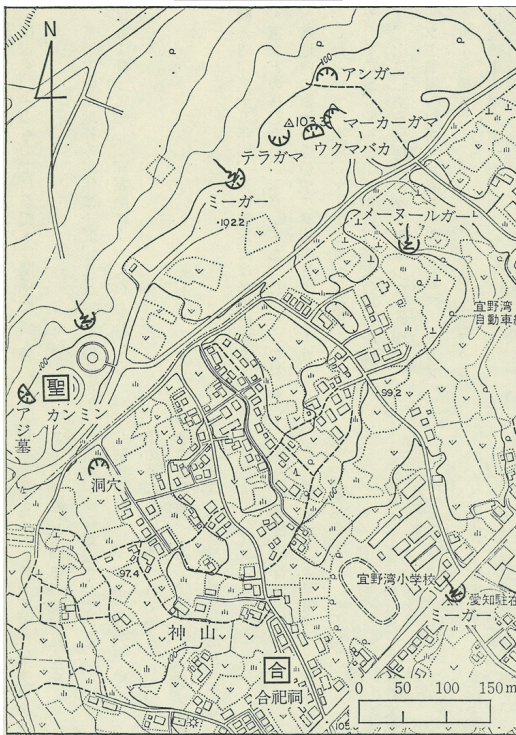 N
100
アンガー
103.3
マーカーガマ
ウクマバカ
テラガマ
ミーガー
102.2
メーヌールガー
宜野湾
自動車
聖
カンミン
アジ墓
99.2
洞穴
97.4
宜野湾小学校
愛知駐在
ミーガー
神山
合
合祀祠
0 50 100 150m